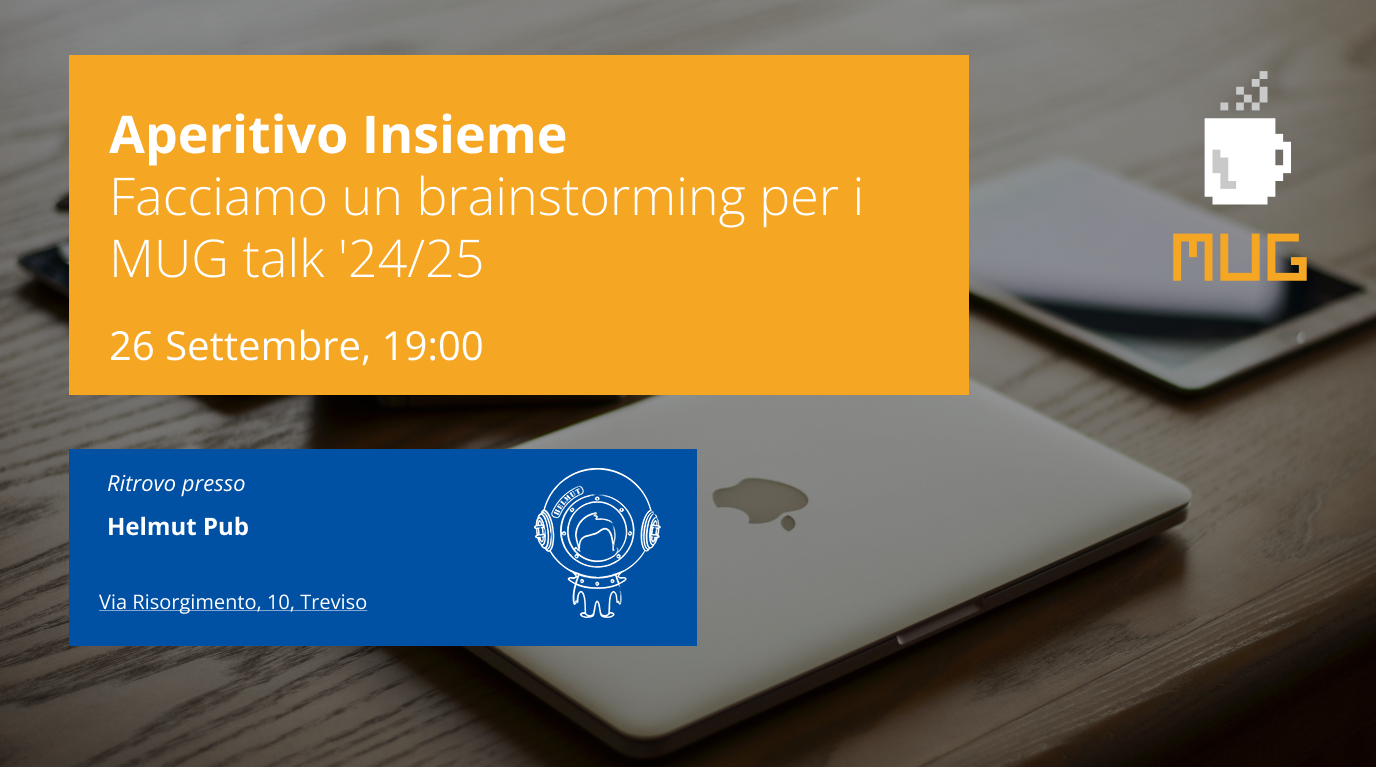 Aperitivo Insieme
Facciamo un brainstorming per i
MUG talk '24/25
26 Settembre, 19:00
MUG
Ritrovo presso
Helmut Pub
HELMUT
Via Risorgimento, 10, Treviso